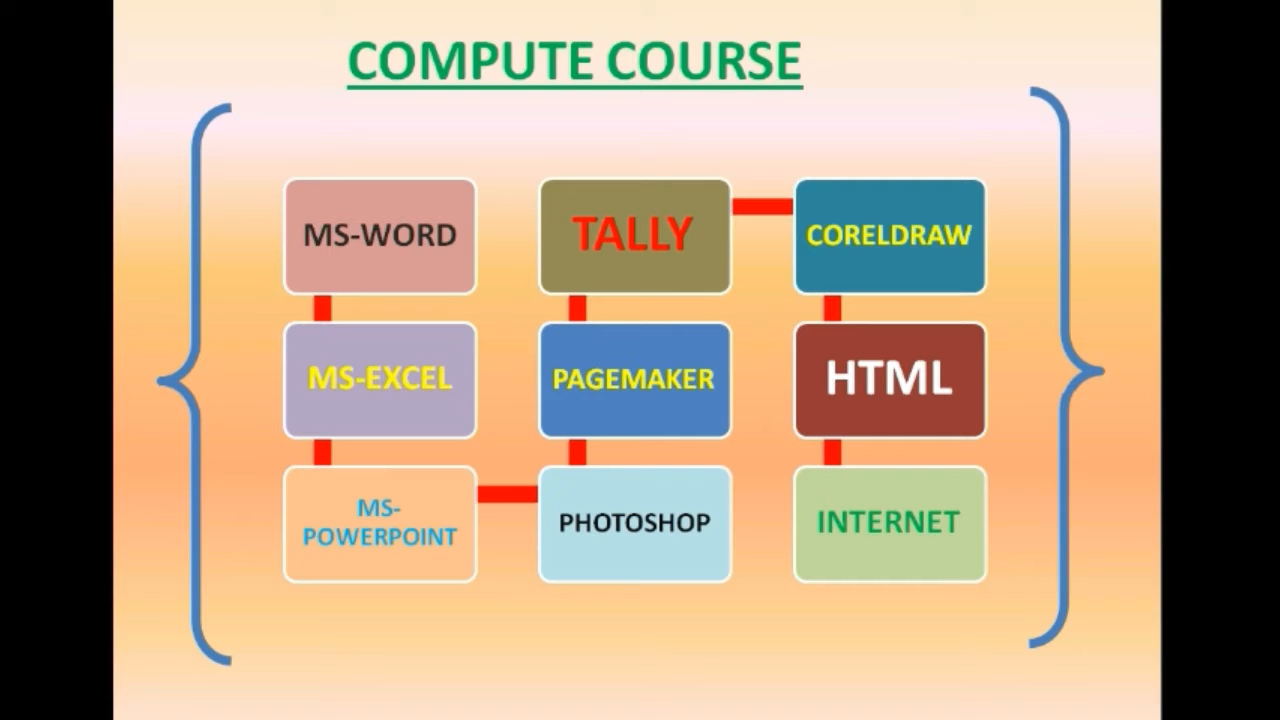 COMPUTE COURSE
MS-WORD
TALLY
CORELDRAW
MS-EXCEL
PAGEMAKER
HTML
MS-
POWERPOINT
PHOTOSHOP
INTERNET